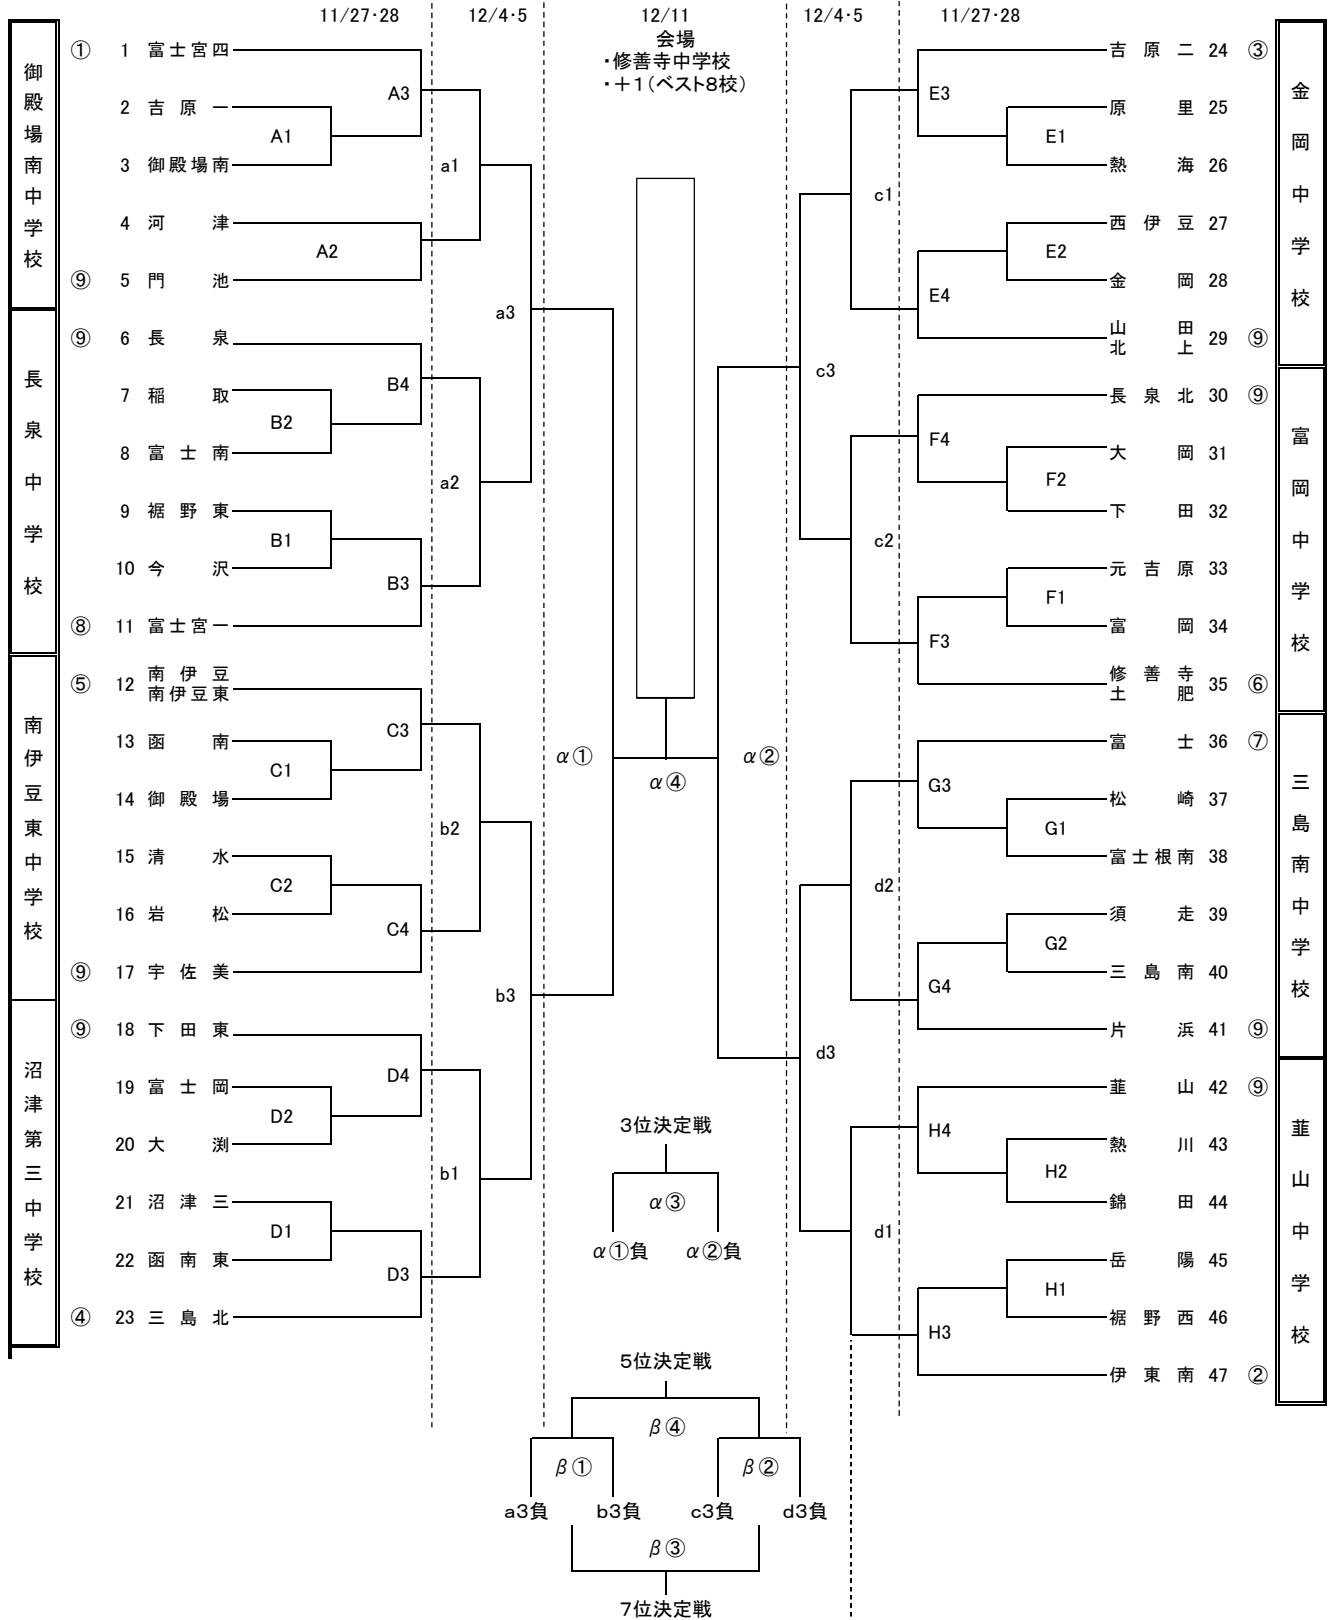 11/27・28
12/4・5
12/11
12/4・5
11/27・28
会場
・修善寺中学校
・＋1（ベスト8校）
御殿場南中学校
① 1 富士宮四
2 吉原一
3 御殿場南
4 河津
⑨ 5 門池
長泉中学校
⑨ 6 長泉
7 稲取
8 富士南
9 裾野東
10 今沢
⑧ 11 富士宮一
南伊豆東中学校
⑤ 12 南伊豆
南伊豆東
13 函南
14 御殿場
15 清水
16 岩松
⑨ 17 宇佐美
沼津第三中学校
⑨ 18 下田東
19 富士岡
20 大渕
21 沼津三
22 函南東
④ 23 三島北
A1
A2
A3
B4
B2
B1
B3
C3
C1
C2
C4
D4
D2
D1
D3
a1
a3
a2
b2
b3
b1
α①
α④
α②
c1
c3
c2
d2
d3
d1
E3
E1
E2
E4
F4
F2
F1
F3
G3
G1
G2
G4
H4
H2
H1
H3
吉原二 24 ③
原里 25
熱海 26
西伊豆 27
金岡 28
山田
北上 29 ⑨
金岡中学校
長泉北 30 ⑨
大岡 31
下田 32
元吉原 33
富岡 34
修善寺
土肥 35 ⑥
富岡中学校
富士 36 ⑦
松崎 37
富士根南 38
須走 39
三島南 40
片浜 41 ⑨
三島南中学校
韮山 42 ⑨
熱川 43
錦田 44
岳陽 45
裾野西 46
伊東南 47 ②
韮山中学校
3位決定戦
α③
α①負 α②負
5位決定戦
β④
β① β②
a3負 b3負 c3負 d3負
β③
7位決定戦